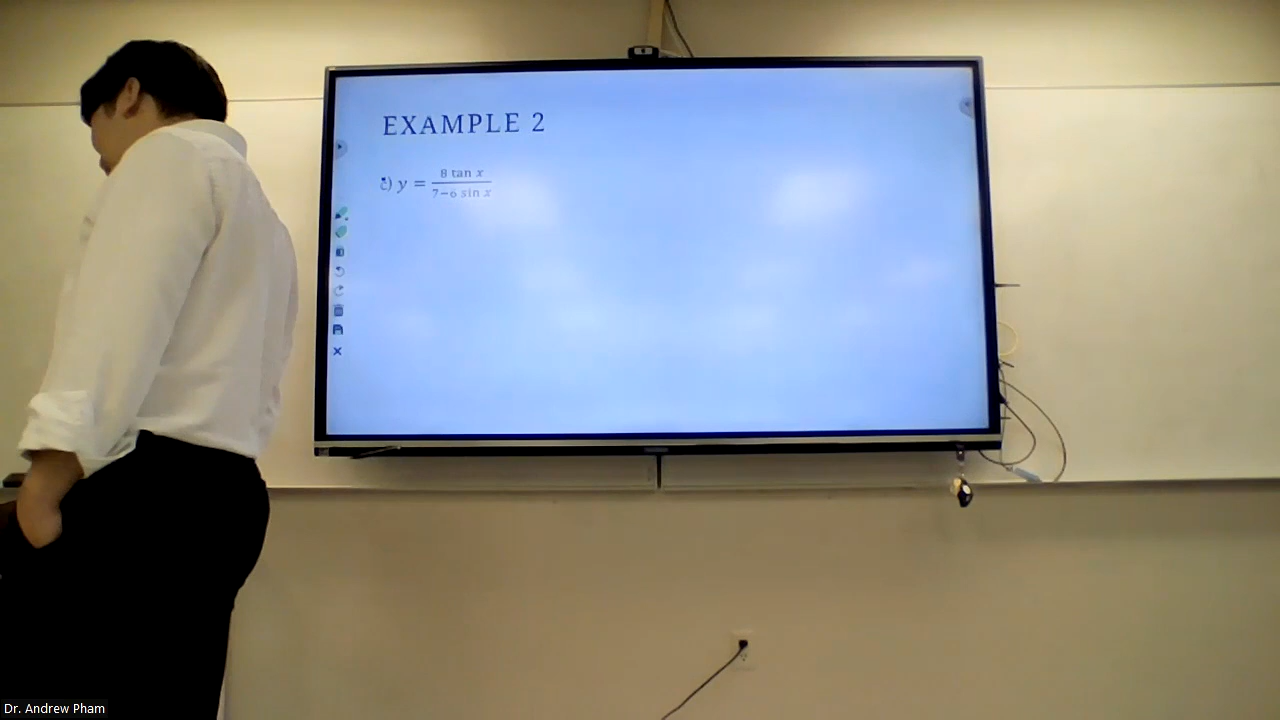 EXAMPLE 2
c) y = 8 tan x / 7−6 sin x
Dr. Andrew Pham